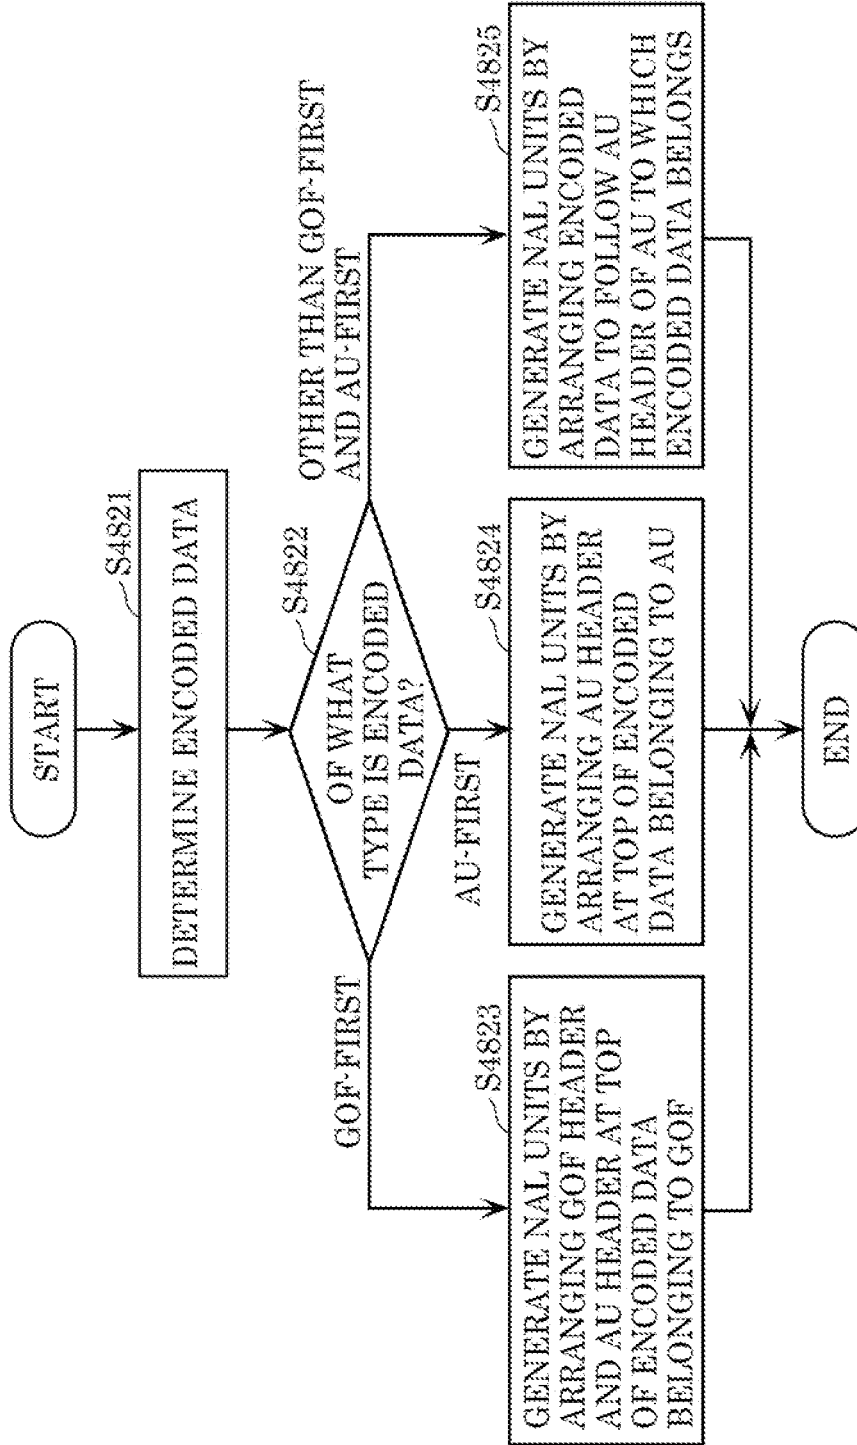 START
S4821
DETERMINE ENCODED DATA
S4822
OF WHAT
TYPE IS ENCODED
DATA?
GOF-FIRST
AU-FIRST
OTHER THAN GOF-FIRST
AND AU-FIRST
S4823
GENERATE NAL UNITS BY
ARRANGING GOF HEADER
AND AU HEADER AT TOP
OF ENCODED DATA
BELONGING TO GOF
S4824
GENERATE NAL UNITS BY
ARRANGING AU HEADER
AT TOP OF ENCODED
DATA BELONGING TO AU
S4825
GENERATE NAL UNITS BY
ARRANGING ENCODED
DATA TO FOLLOW AU
HEADER OF AU TO WHICH
ENCODED DATA BELONGS
END